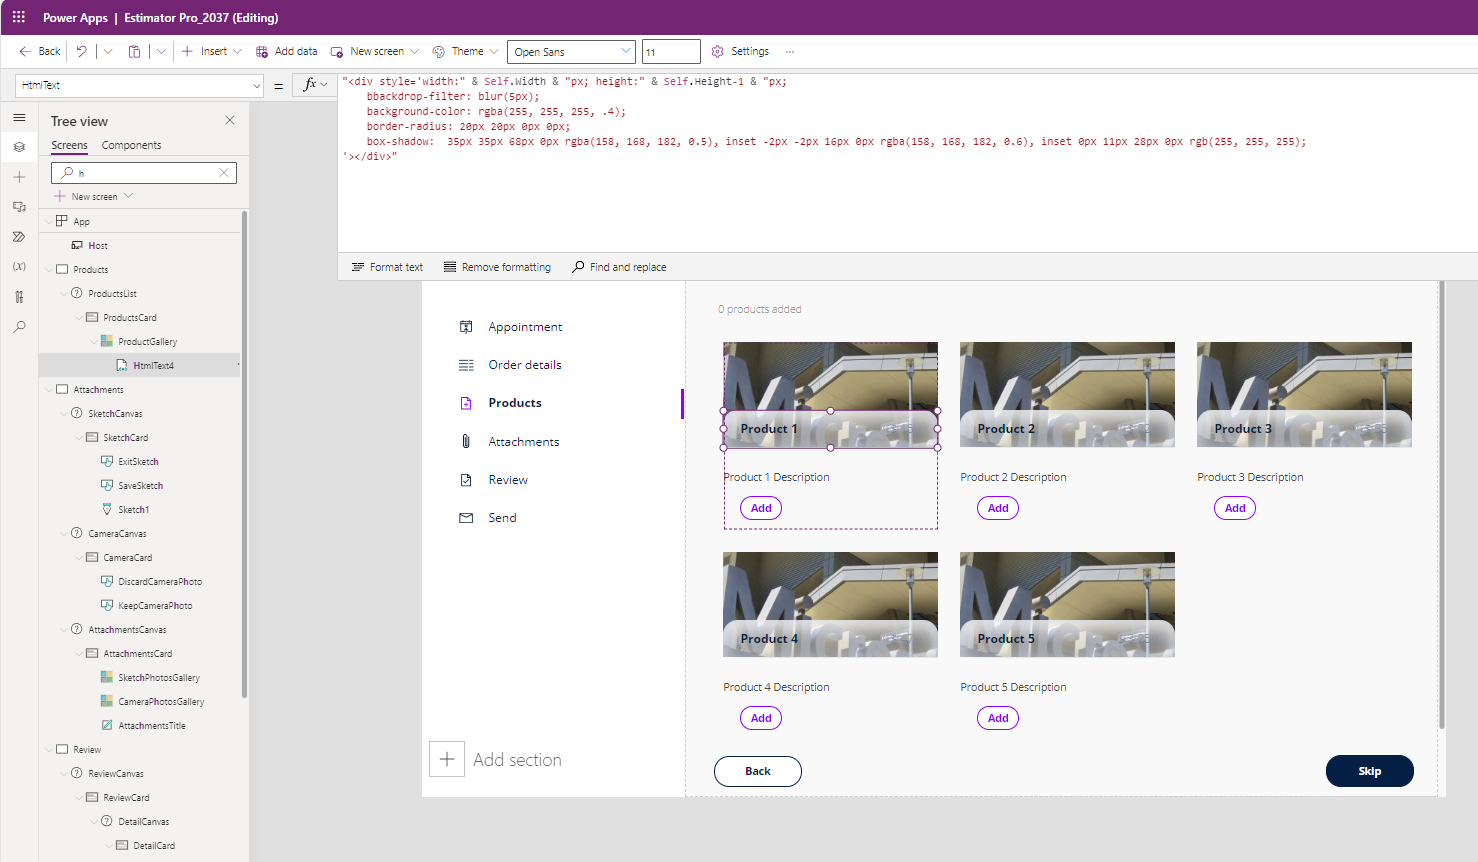 Power Apps | Estimator Pro_2037 (Editing)
Back Insert Add data New screen Theme Open Sans 11 Settings ...
HtmlText = fx "<div style='width:" & Self.Width & "px; height:" & Self.Height-1 & "px;
bbackdrop-filter: blur(5px);
background-color: rgba(255, 255, 255, .4);
border-radius: 20px 20px 0px 0px;
box-shadow:  35px 35px 68px 0px rgba(158, 168, 182, 0.5), inset -2px -2px 16px 0px rgba(158, 168, 182, 0.6), inset 0px 11px 28px 0px rgb(255, 255, 255);
'></div>"
Format text Remove formatting Find and replace
Tree view
Screens Components
h
New screen
App
Host
Products
ProductsList
ProductsCard
ProductGallery
HtmlText4
Attachments
SketchCanvas
SketchCard
ExitSketch
SaveSketch
Sketch1
CameraCanvas
CameraCard
DiscardCameraPhoto
KeepCameraPhoto
AttachmentsCanvas
AttachmentsCard
SketchPhotosGallery
CameraPhotosGallery
AttachmentsTitle
Review
ReviewCanvas
ReviewCard
DetailCanvas
DetailCard
(x)
Appointment
Order details
Products
Attachments
Review
Send
Add section
0 products added
Product 1
Product 1 Description
Add
Product 2
Product 2 Description
Add
Product 3
Product 3 Description
Add
Product 4
Product 4 Description
Add
Product 5
Product 5 Description
Add
Back
Skip